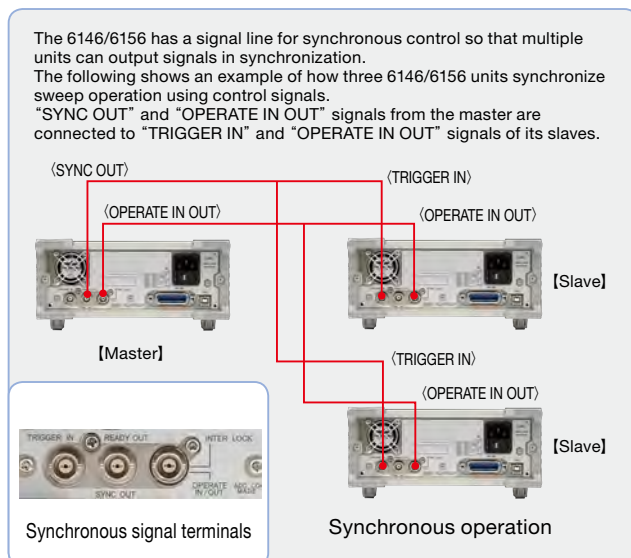 The 6146/6156 has a signal line for synchronous control so that multiple
units can output signals in synchronization.
The following shows an example of how three 6146/6156 units synchronize
sweep operation using control signals.
“SYNC OUT” and “OPERATE IN OUT” signals from the master are
connected to “TRIGGER IN” and “OPERATE IN OUT” signals of its slaves.
〈SYNC OUT〉
〈TRIGGER IN〉
〈OPERATE IN OUT〉
〈OPERATE IN OUT〉
【Slave】
【Master】
〈TRIGGER IN〉
〈OPERATE IN OUT〉
【Slave】
TRIGGER IN
READY OUT
INTER LOCK
SYNC OUT
OPERATE
IN/OUT
Synchronous signal terminals
Synchronous operation